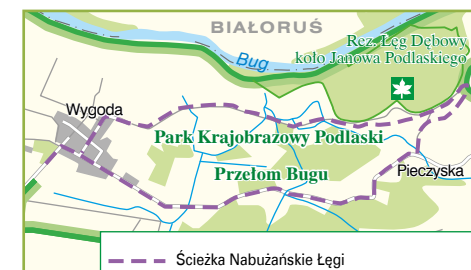 BIAŁORUŚ
Bug
Rez. Łęg Dębowy
koło Janowa Podlaskiego
Wygoda
Park Krajobrazowy Podlaski
Przełom Bugu
Pieczyska
Ścieżka Nabużańskie Łęgi